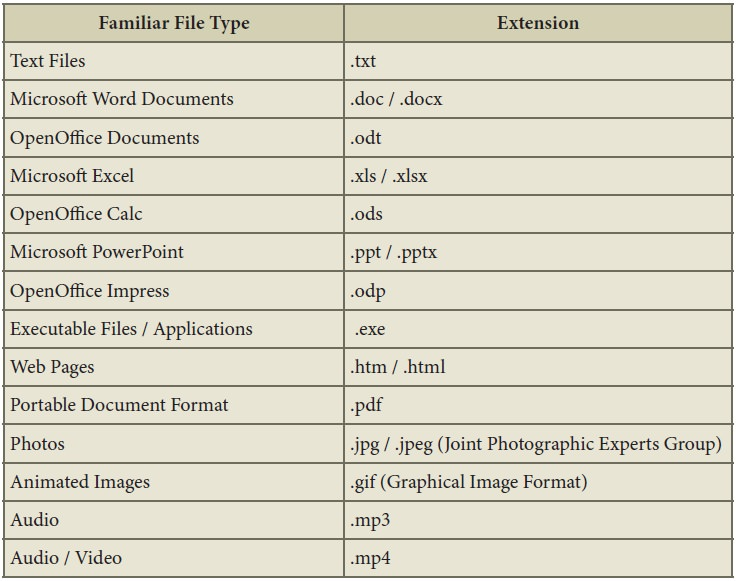 Familiar File Type Extension
Text Files .txt
Microsoft Word Documents .doc / .docx
OpenOffice Documents .odt
Microsoft Excel .xls / .xlsx
OpenOffice Calc .ods
Microsoft PowerPoint .ppt / .pptx
OpenOffice Impress .odp
Executable Files / Applications .exe
Web Pages .htm / .html
Portable Document Format .pdf
Photos .jpg / .jpeg (Joint Photographic Experts Group)
Animated Images .gif (Graphical Image Format)
Audio .mp3
Audio / Video .mp4